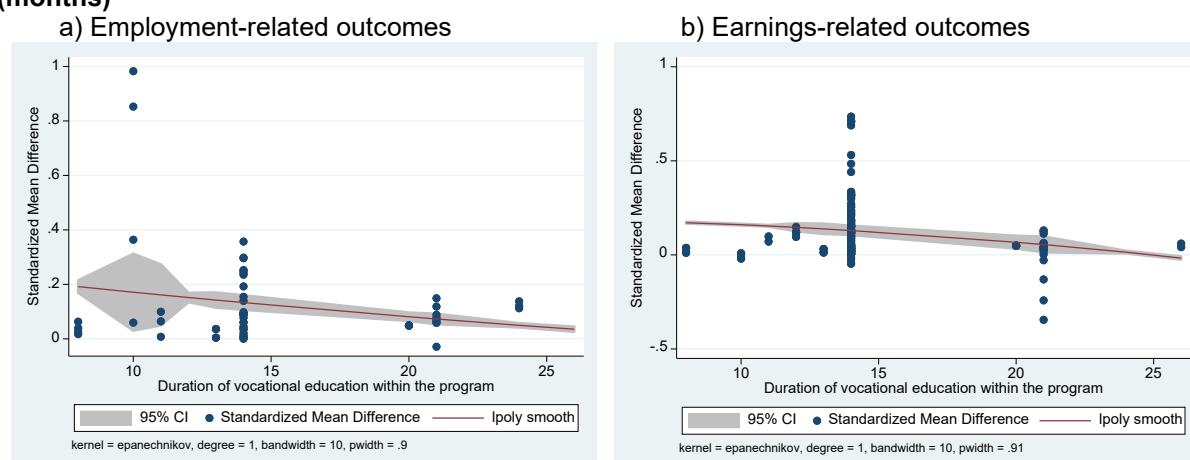 (months)
a) Employment-related outcomes
b) Earnings-related outcomes
Standardized Mean Difference
1
.8
.6
.4
.2
0
10
15
20
25
Duration of vocational education within the program
95% CI
Standardized Mean Difference
lpoly smooth
kernel = epanechnikov, degree = 1, bandwidth = 10, pwidth = .9
Standardized Mean Difference
1
.5
0
-.5
10
15
20
25
Duration of vocational education within the program
95% CI
Standardized Mean Difference
lpoly smooth
kernel = epanechnikov, degree = 1, bandwidth = 10, pwidth = .91